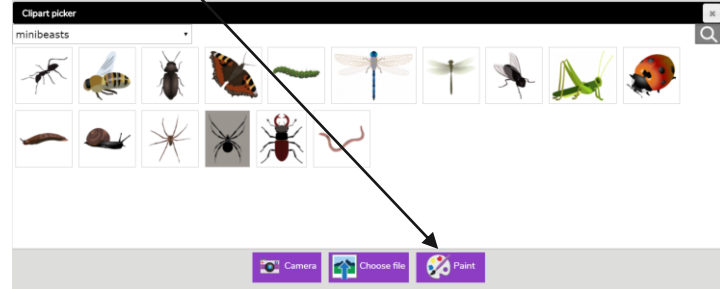 Clipart picker
minibeasts
Camera
Choose file
Paint